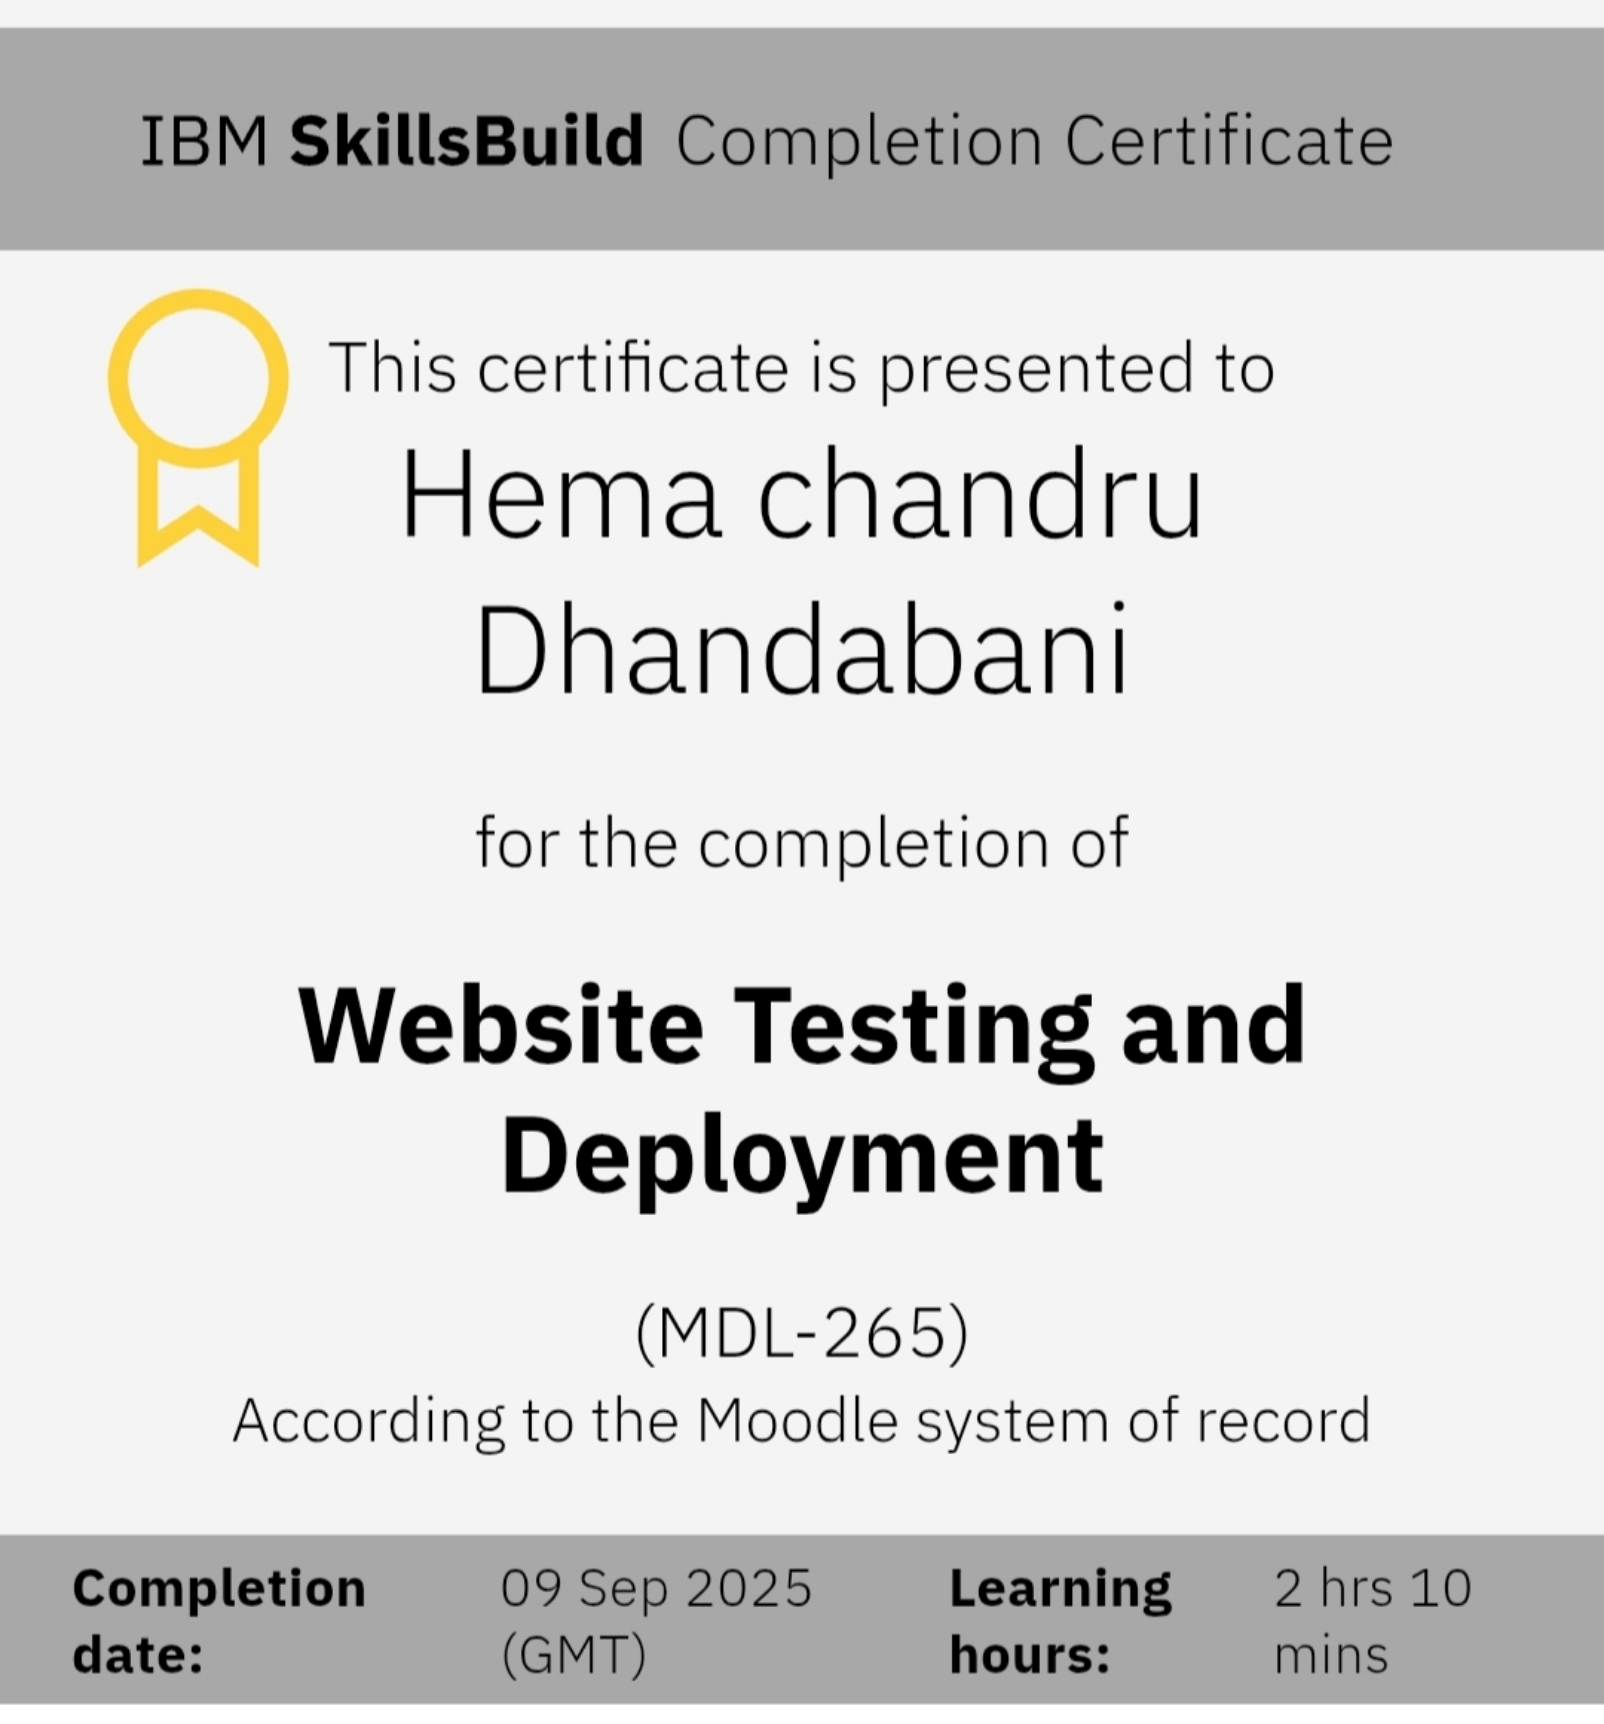 IBM SkillsBuild Completion Certificate
This certificate is presented to
Hema chandru
Dhandabani
for the completion of
Website Testing and
Deployment
(MDL-265)
According to the Moodle system of record
Completion date: 09 Sep 2025 (GMT)
Learning hours: 2 hrs 10 mins